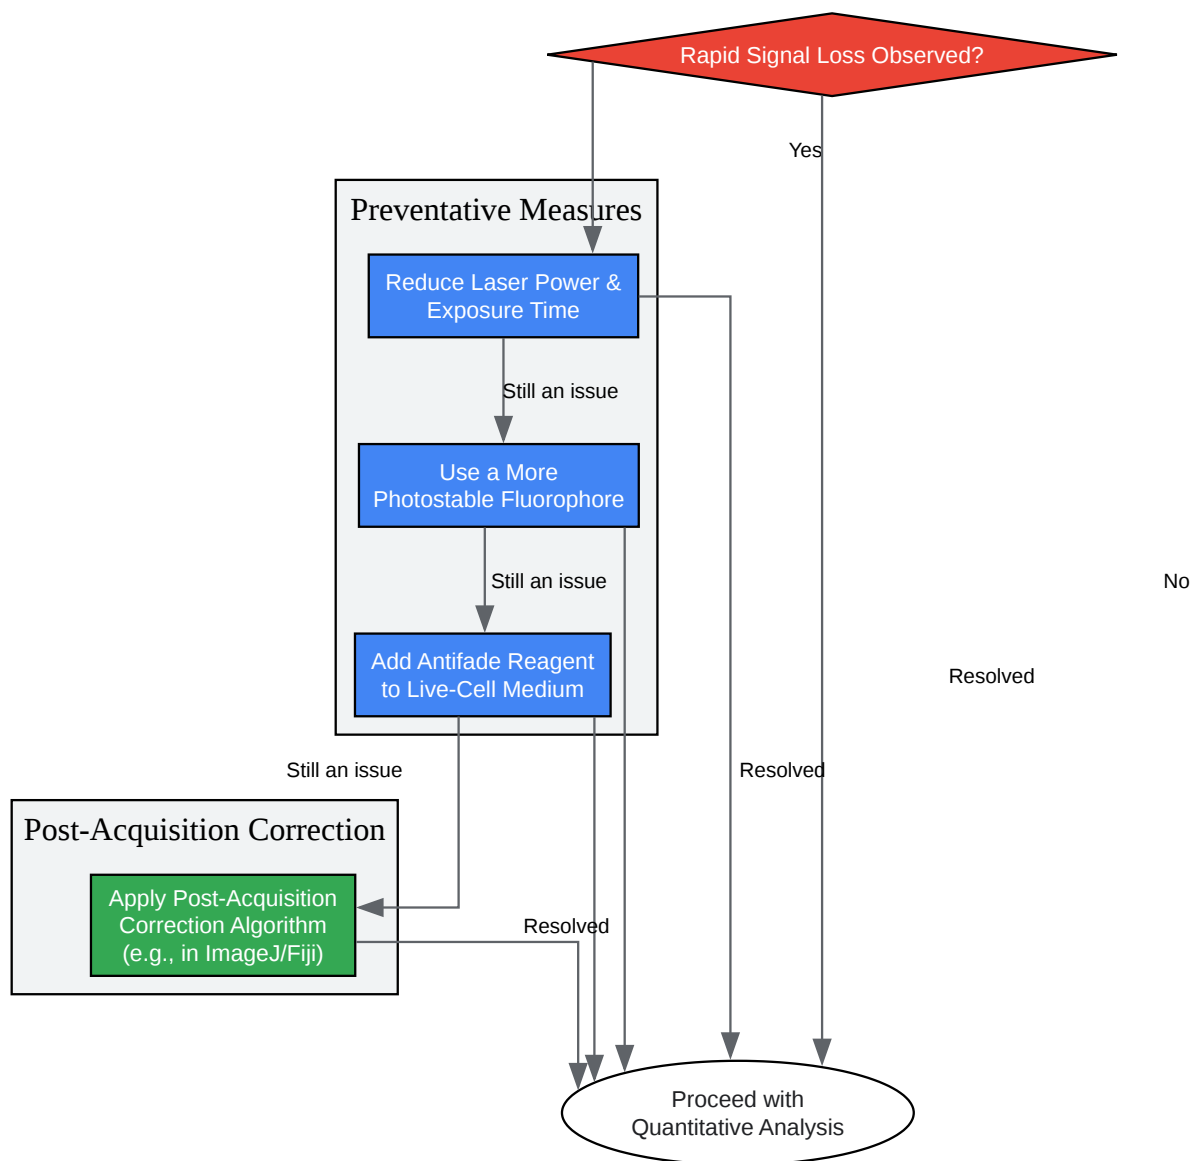 Rapid Signal Loss Observed?
Yes
Preventative Measures
Reduce Laser Power &
Exposure Time
Still an issue
Use a More
Photostable Fluorophore
Still an issue
No
Add Antifade Reagent
to Live-Cell Medium
Resolved
Still an issue
Resolved
Post-Acquisition Correction
Apply Post-Acquisition
Correction Algorithm
(e.g., in ImageJ/Fiji)
Resolved
Proceed with
Quantitative Analysis